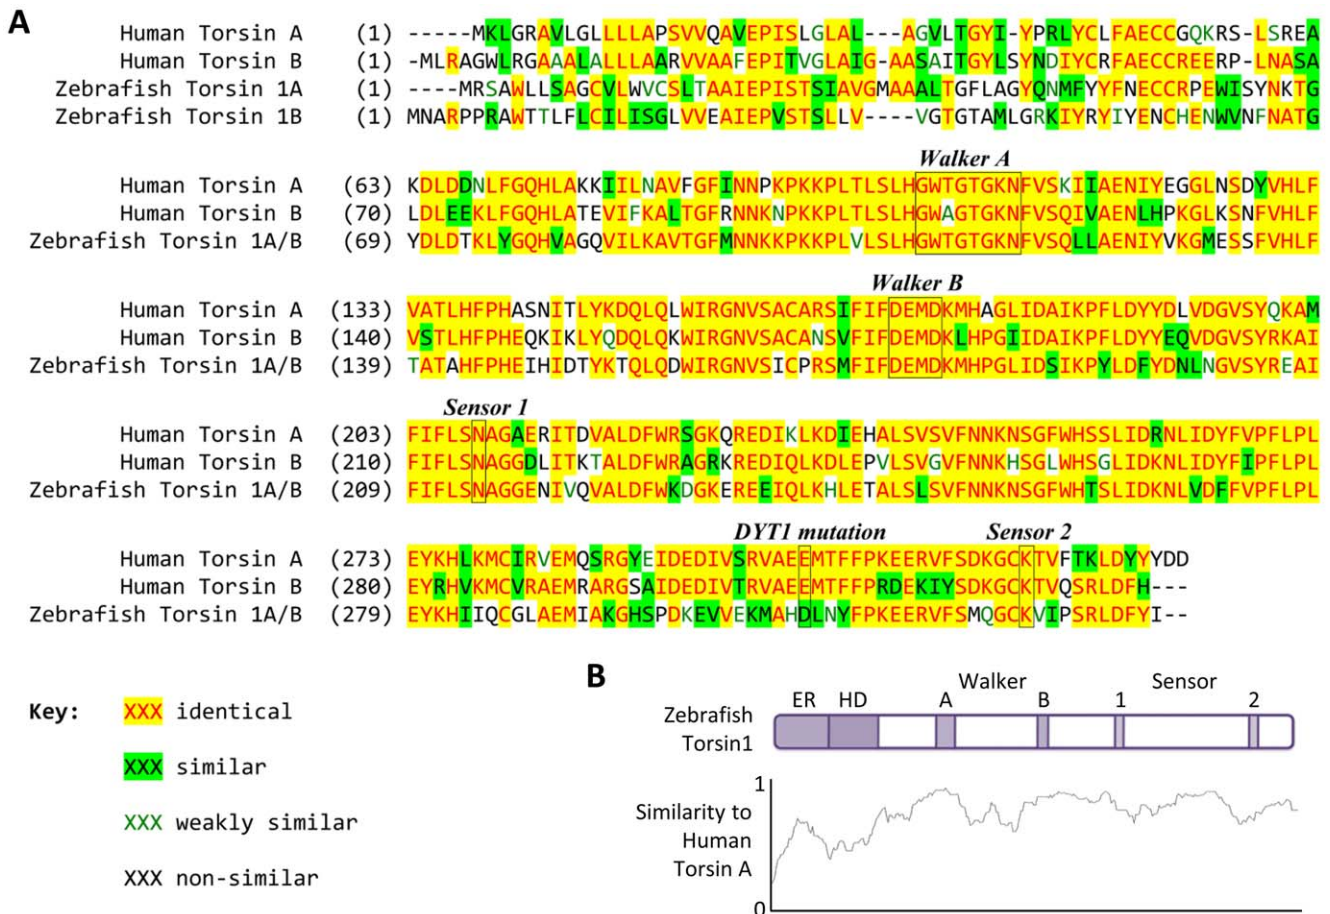 A
Human Torsin A (1) -----MKLGRAVLGLLLLAPSVVQAVEPISLGLAL---AGVLTGYI-YPRLYCLFAECCGQKRS-LSREA
Human Torsin B (1) -MLRAGWLRGAAALALLLAARVVAAFEPITVGLAIG-AASAITGYLSYNDIYCRFAECCREERP-LNASA
Zebrafish Torsin 1A (1) ----MRSAWLLSAGCVLWVCSLTAAIEPISTSIAVGMAAALTGFLAGYQNMFYYFNECCRPEWISYNKTG
Zebrafish Torsin 1B (1) MNARPPRAWTTLFLCILISGLVVEAIEPVSTSLLV----VGTGTAMLGRKIYRYIYENCHENWVNFNATG
Walker A
Human Torsin A (63) KDLDDNLFGQHLAKKIILNAVFGFINNPKPKKPLTLSLHGWTGTGKNFVSKIIAENIYEGGLNSDYVHLF
Human Torsin B (70) LDLEEKLFGQHLATEVIFKALTGFRNNKNPKKPLTLSLHGWAGTGKNFVSQIVAENLHPKGLKSNFVHLF
Zebrafish Torsin 1A/B (69) YDLDTKLYGQHVAGQVILKAVTGFMNNKKPKKPLVLSLHGWTGTGKNFVSQLLAENIYVKGMESSFVHLF
Walker B
Human Torsin A (133) VATLHFPHASNITLYKDQLQLWIRGNVSACARSIFIFDEMDKMHAGLIDAIKPFLDYYDLVDGVSYQKAM
Human Torsin B (140) VSTLHFPHEQKIKLYQDQLQKWIRGNVSACANSVFIFDEMDKLHPGIIDAIKPFLDYYEQVDGVSYRKAI
Zebrafish Torsin 1A/B (139) TATAHFPHEIHIDTYKTQLQDWIRGNVSICPRSMFIFDEMDKMHPGLIDSIKPYLDFYDNLNGVSYREAI
Sensor 1
Human Torsin A (203) FIFLSNAGAERITDVALDFWRSGKQREDIKLKDIEHALSVSVFNNKNSGFWHSSLIDRNLIDYFVPFLPL
Human Torsin B (210) FIFLSNAGGDLITKTALDFWRAGRKREDIQLKDLEPVLSVGVFNNKHSGLWHSGLIDKNLIDYFIPFLPL
Zebrafish Torsin 1A/B (209) FIFLSNAGGENIVQVALDFWKDGKEREEIQLKHLETALSLSVFNNKNSGFWHTSLIDKNLVDFFVPFLPL
DYT1 mutation Sensor 2
Human Torsin A (273) EYKHLKMCIRVEMQSRGYEIDEDIVSRVAEEMTFFPKEERVFSDKGCKTVFTKLDYYYDD
Human Torsin B (280) EYRHVKMCVRAEMRARGSAIDEDIVTRVAEEMTFFPRDEKIYSDKGCKTVQSRLDFH---
Zebrafish Torsin 1A/B (279) EYKHIIQCGLAEMIAKGHSPDKEVVEKMAHDLNYFPKEERVFSMQGCKVIPSRLDFYI--
Key:
XXX identical
XXX similar
XXX weakly similar
XXX non-similar
B
Walker Sensor
ER HD A B 1 2
Zebrafish
Torsin1
1
Similarity to
Human
Torsin A
0